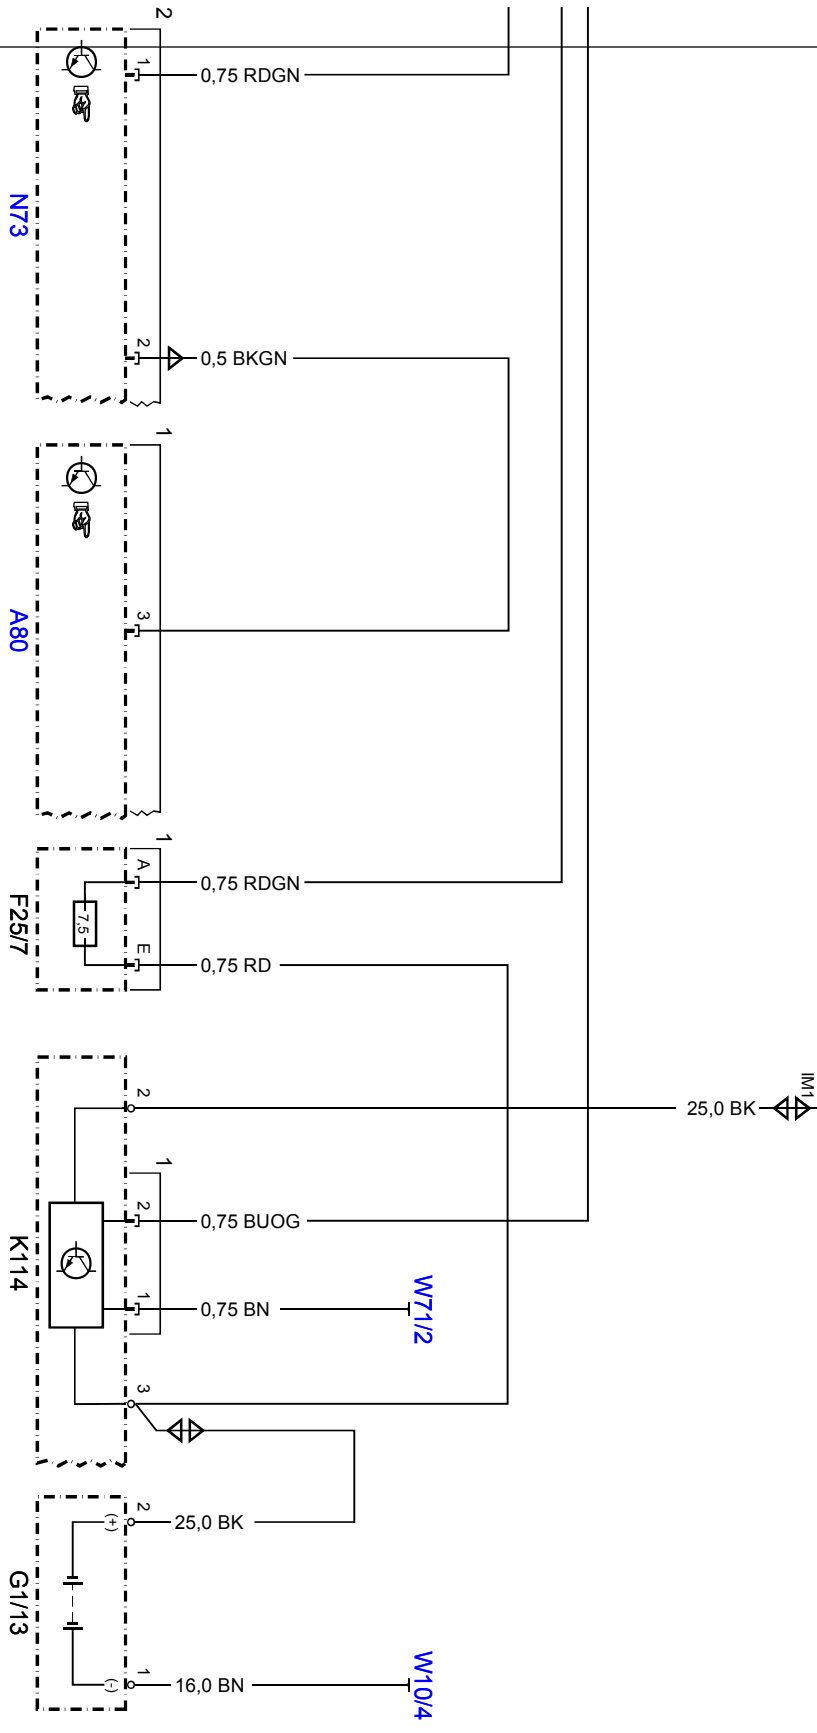 2
1
0,75 RDGN
N73
2
0,5 BKGN
1
3
A80
1
A
0,75 RDGN
7,5
F25/7
E
0,75 RD
IM1
2
25,0 BK
1
2
0,75 BUOG
K114
1
0,75 BN
W71/2
3
2
(+)
25,0 BK
G1/13
1
(-)
16,0 BN
W10/4